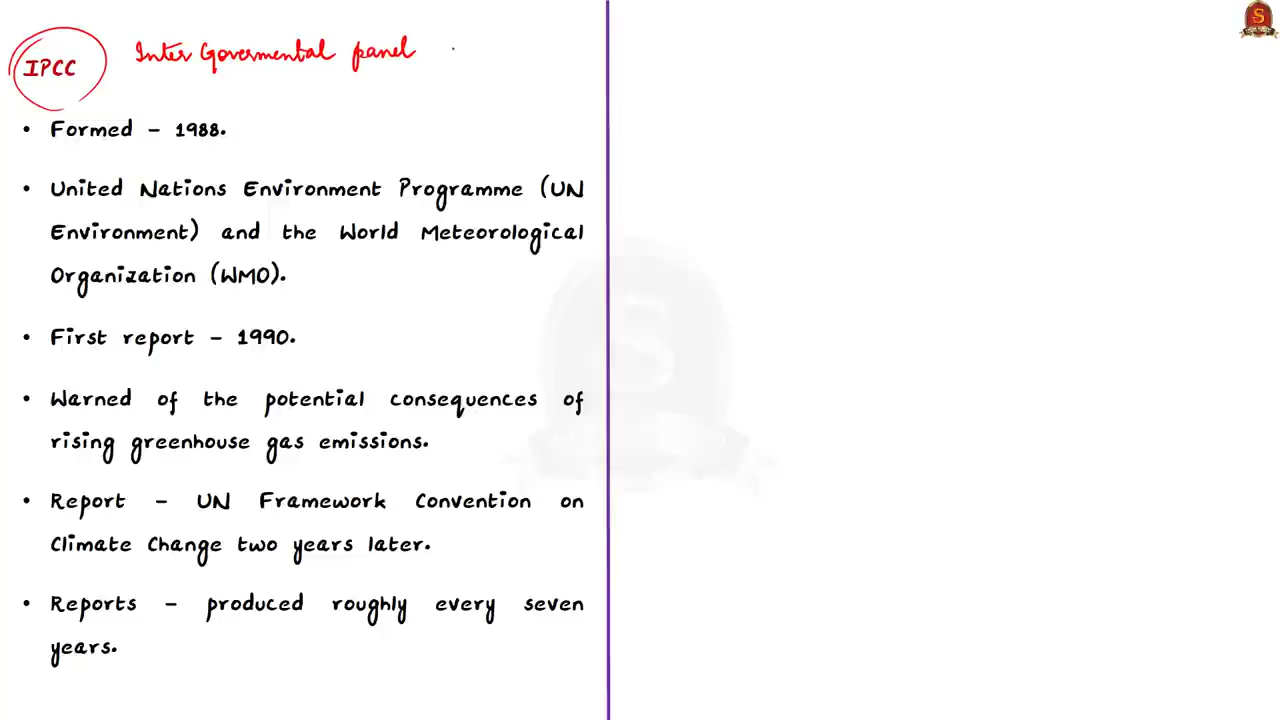 IPCC Inter Governmental panel
• Formed - 1988.
• United Nations Environment Programme (UN
Environment) and the World Meteorological
Organization (WMO).
• First report - 1990.
• Warned of the potential consequences of
rising greenhouse gas emissions.
• Report - UN Framework Convention on
Climate Change two years later.
• Reports - produced roughly every seven
years.
S
S